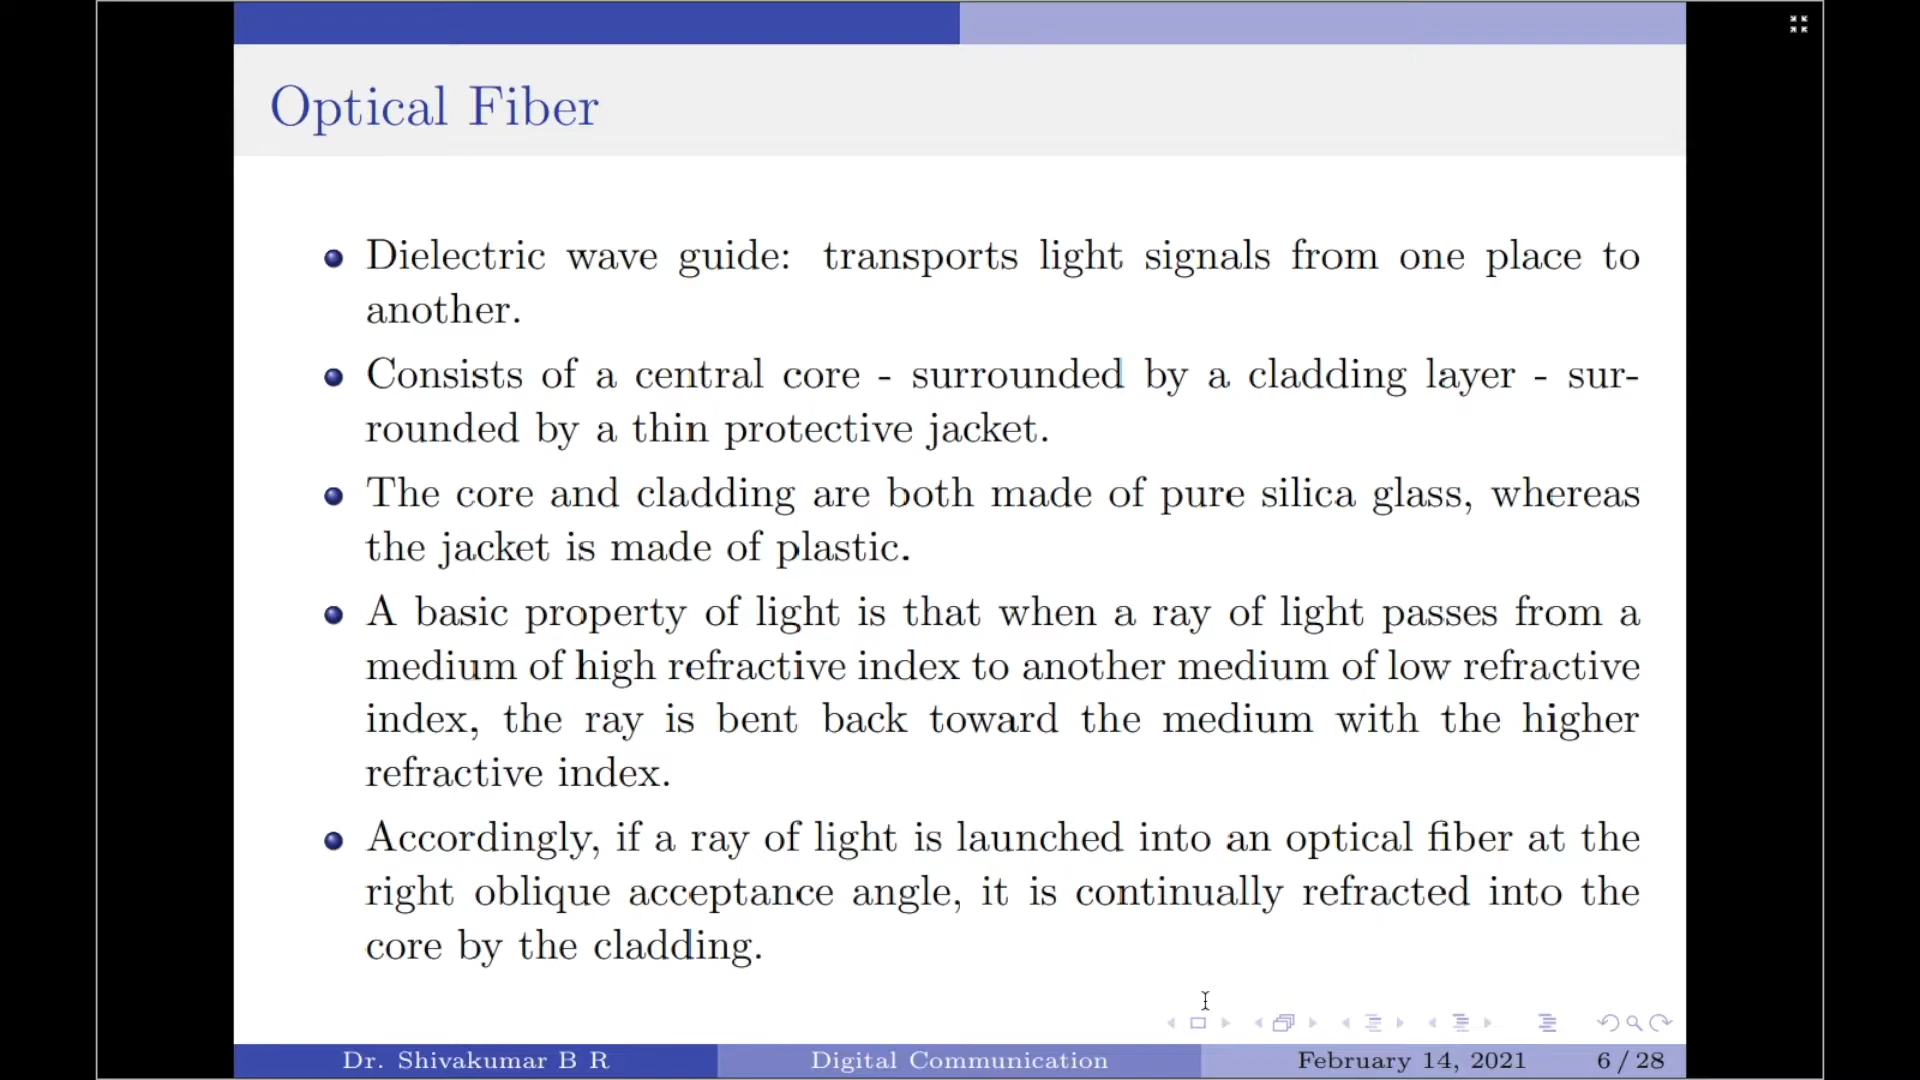 Optical Fiber
Dielectric wave guide: transports light signals from one place to
another.
Consists of a central core - surrounded by a cladding layer - sur-
rounded by a thin protective jacket.
The core and cladding are both made of pure silica glass, whereas
the jacket is made of plastic.
A basic property of light is that when a ray of light passes from a
medium of high refractive index to another medium of low refractive
index, the ray is bent back toward the medium with the higher
refractive index.
Accordingly, if a ray of light is launched into an optical fiber at the
right oblique acceptance angle, it is continually refracted into the
core by the cladding.
Dr. Shivakumar B R Digital Communication February 14, 2021 6 / 28